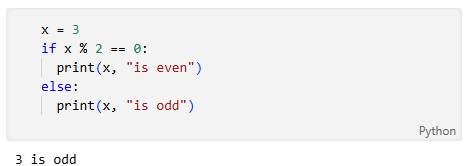 x = 3
if x % 2 == 0:
  print(x, "is even")
else:
  print(x, "is odd")
Python
3 is odd